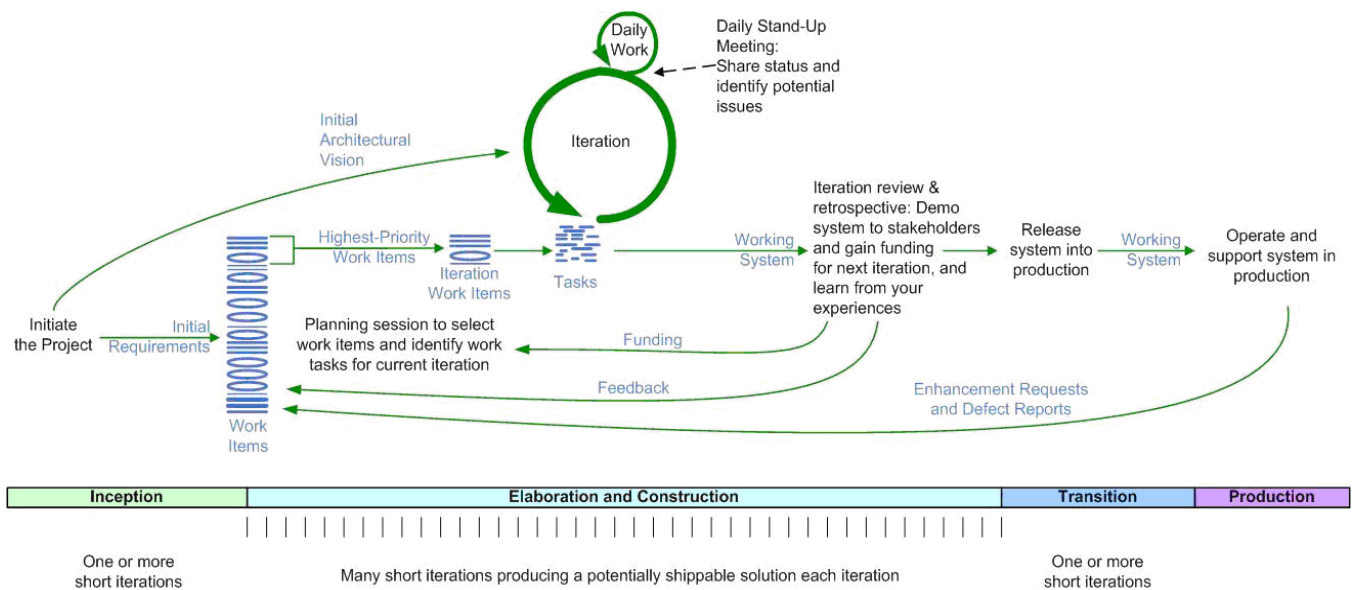 Daily
Work
Daily Stand-Up
Meeting:
Share status and
identify potential
issues
Initial
Architectural
Vision
Iteration
Highest-Priority
Work Items
Iteration
Work Items
Tasks
Working
System
Iteration review &
retrospective: Demo
system to stakeholders
and gain funding
for next iteration, and
learn from your
experiences
Release
system into
production
Working
System
Operate and
support system in
production
Initiate
the Project
Initial
Requirements
Planning session to select
work items and identify work
tasks for current iteration
Funding
Feedback
Enhancement Requests
and Defect Reports
Work
Items
Inception
Elaboration and Construction
Transition
Production
One or more
short iterations
Many short iterations producing a potentially shippable solution each iteration
One or more
short iterations